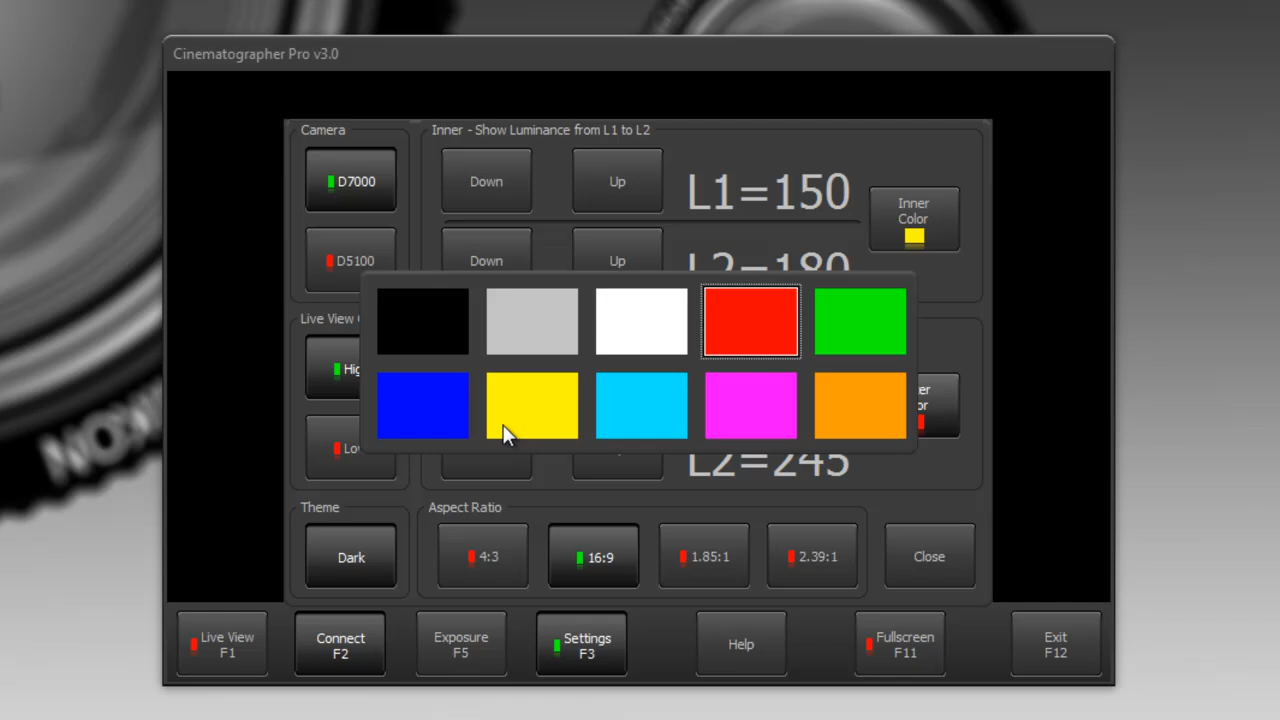 Cinematographer Pro v3.0
Camera
Inner - Show Luminance from L1 to L2
D7000
Down
Up
L1=150
Inner
Color
D5100
Down
Up
L2=180
Live View
Theme
Aspect Ratio
L2=245
Dark
4:3
16:9
1.85:1
2.39:1
Close
Live View
F1
Connect
F2
Exposure
F5
Settings
F3
Help
Fullscreen
F11
Exit
F12